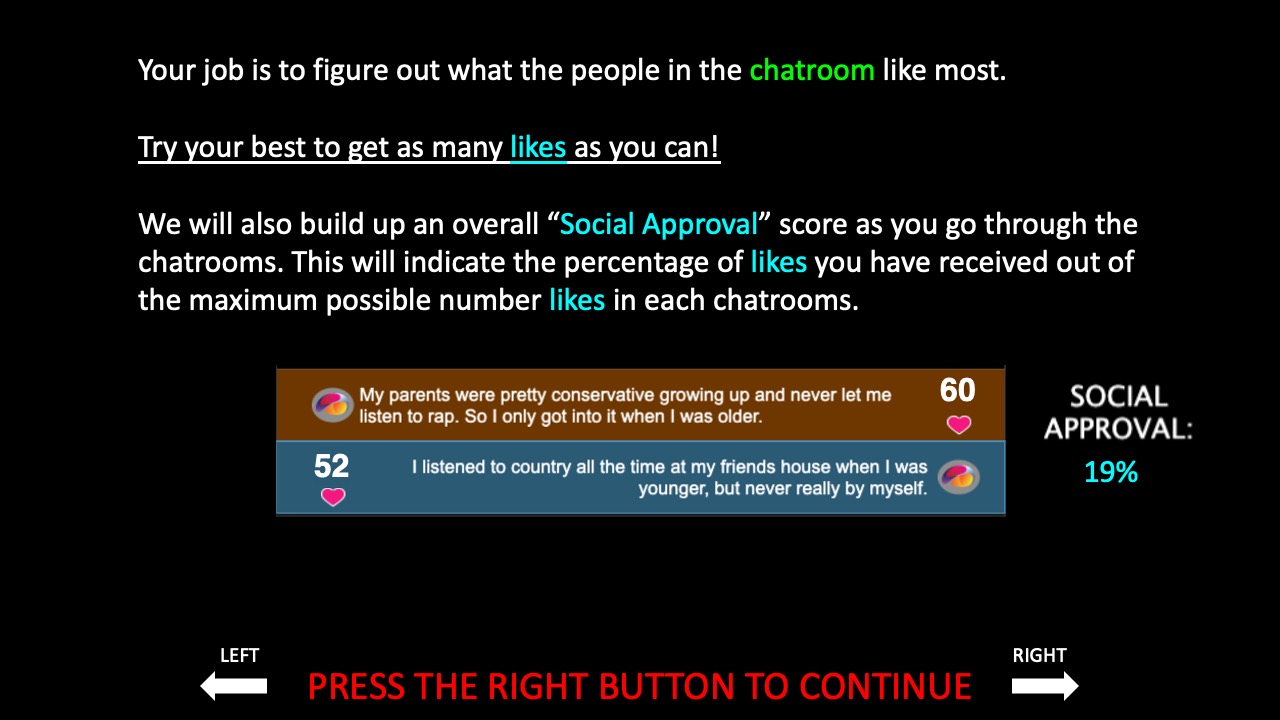 Your job is to figure out what the people in the chatroom like most.
Try your best to get as many likes as you can!
We will also build up an overall “Social Approval” score as you go through the
chatrooms. This will indicate the percentage of likes you have received out of
the maximum possible number likes in each chatrooms.
My parents were pretty conservative growing up and never let me
listen to rap. So I only got into it when I was older.
60
52
I listened to country all the time at my friends house when I was
younger, but never really by myself.
SOCIAL
APPROVAL:
19%
LEFT
RIGHT
PRESS THE RIGHT BUTTON TO CONTINUE